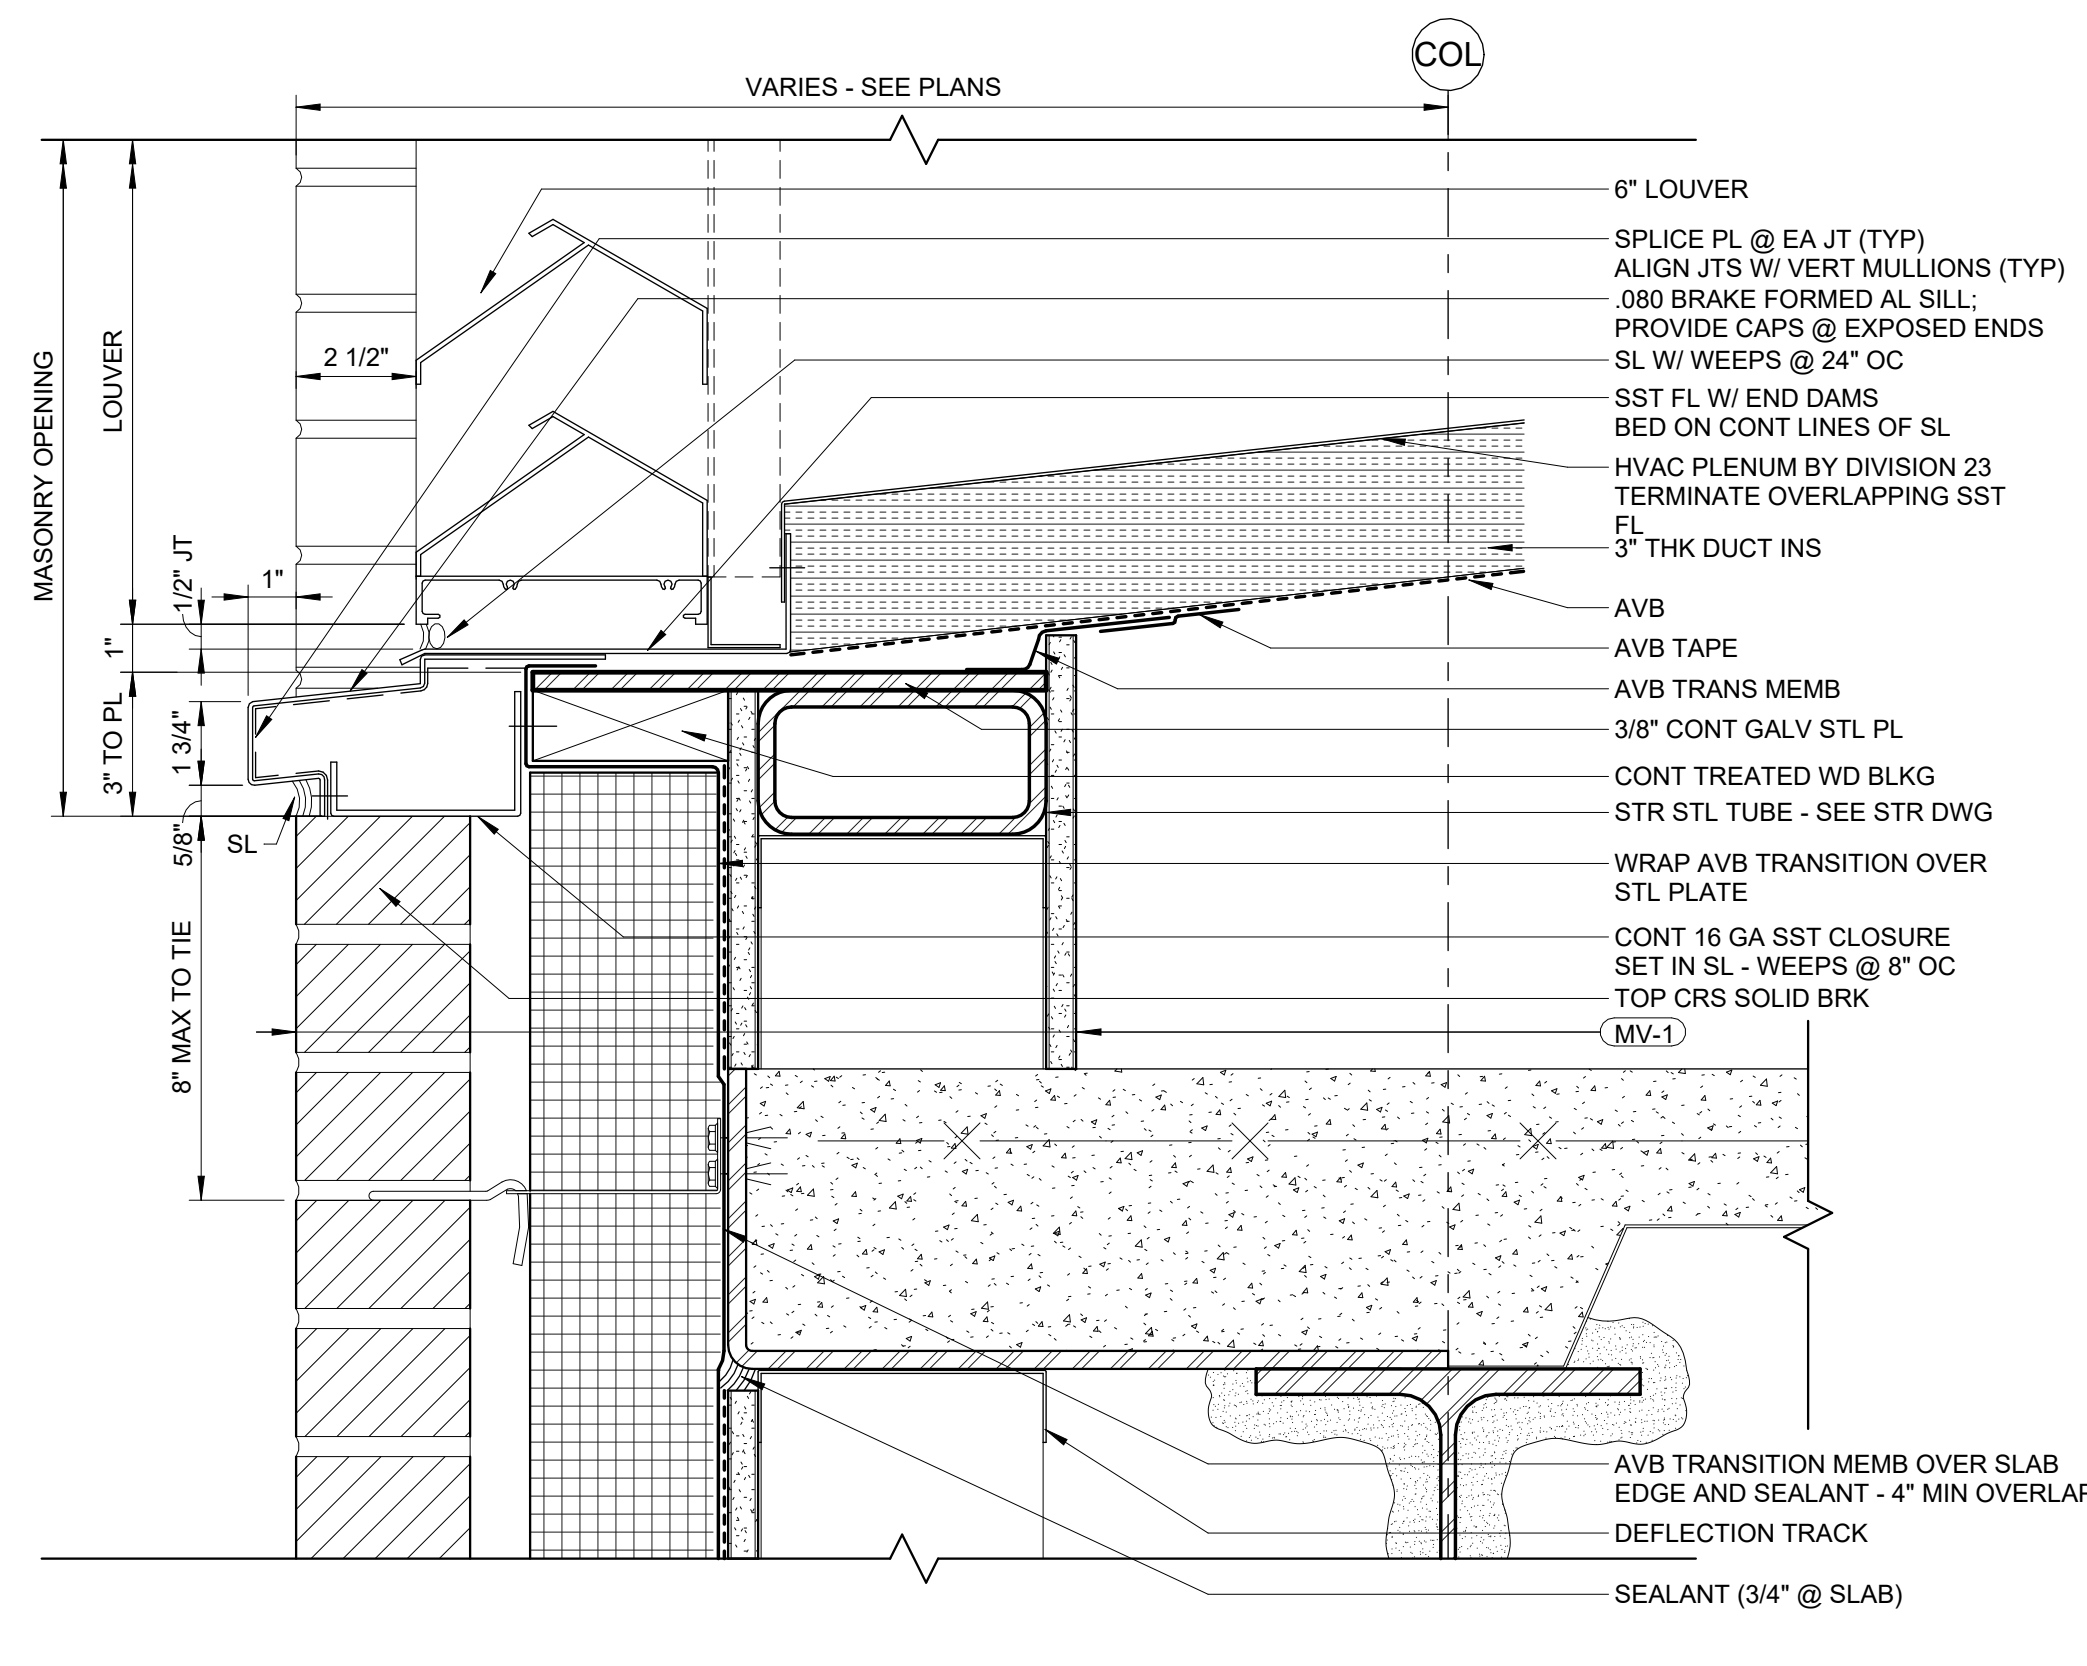 COL
VARIES - SEE PLANS
6" LOUVER
SPLICE PL @ EA JT (TYP)
ALIGN JTS W/ VERT MULLIONS (TYP)
.080 BRAKE FORMED AL SILL;
PROVIDE CAPS @ EXPOSED ENDS
SL W/ WEEPS @ 24" OC
SST FL W/ END DAMS
BED ON CONT LINES OF SL
HVAC PLENUM BY DIVISION 23
TERMINATE OVERLAPPING SST
FL
3" THK DUCT INS
AVB
AVB TAPE
AVB TRANS MEMB
3/8" CONT GALV STL PL
CONT TREATED WD BLKG
STR STL TUBE - SEE STR DWG
WRAP AVB TRANSITION OVER
STL PLATE
CONT 16 GA SST CLOSURE
SET IN SL - WEEPS @ 8" OC
TOP CRS SOLID BRK
MV-1
AVB TRANSITION MEMB OVER SLAB
EDGE AND SEALANT - 4" MIN OVERLAP
DEFLECTION TRACK
SEALANT (3/4" @ SLAB)
MASONRY OPENING
LOUVER
2 1/2"
1/2" JT
1"
1"
3" TO PL
1 3/4"
5/8"
SL
8" MAX TO TIE